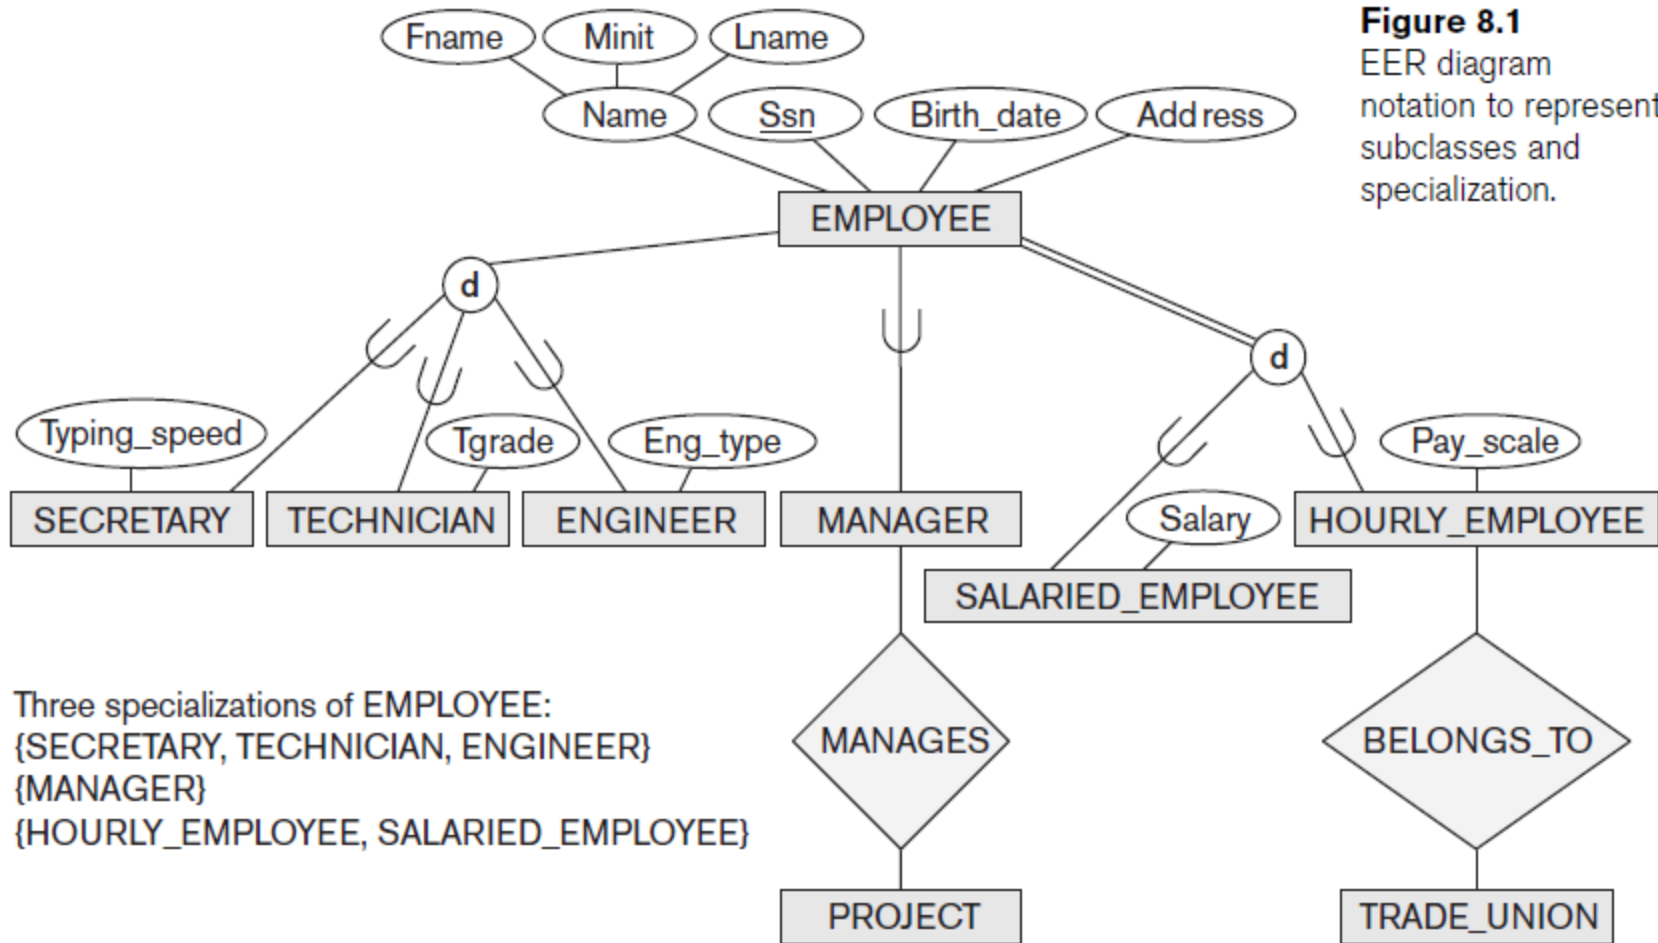 Figure 8.1
EER diagram
notation to represent
subclasses and
specialization.
Fname
Minit
Lname
Name
Ssn
Birth_date
Address
EMPLOYEE
d
d
Typing_speed
Tgrade
Eng_type
Pay_scale
SECRETARY
TECHNICIAN
ENGINEER
MANAGER
Salary
HOURLY_EMPLOYEE
SALARIED_EMPLOYEE
Three specializations of EMPLOYEE:
{SECRETARY, TECHNICIAN, ENGINEER}
{MANAGER}
{HOURLY_EMPLOYEE, SALARIED_EMPLOYEE}
MANAGES
BELONGS_TO
PROJECT
TRADE_UNION